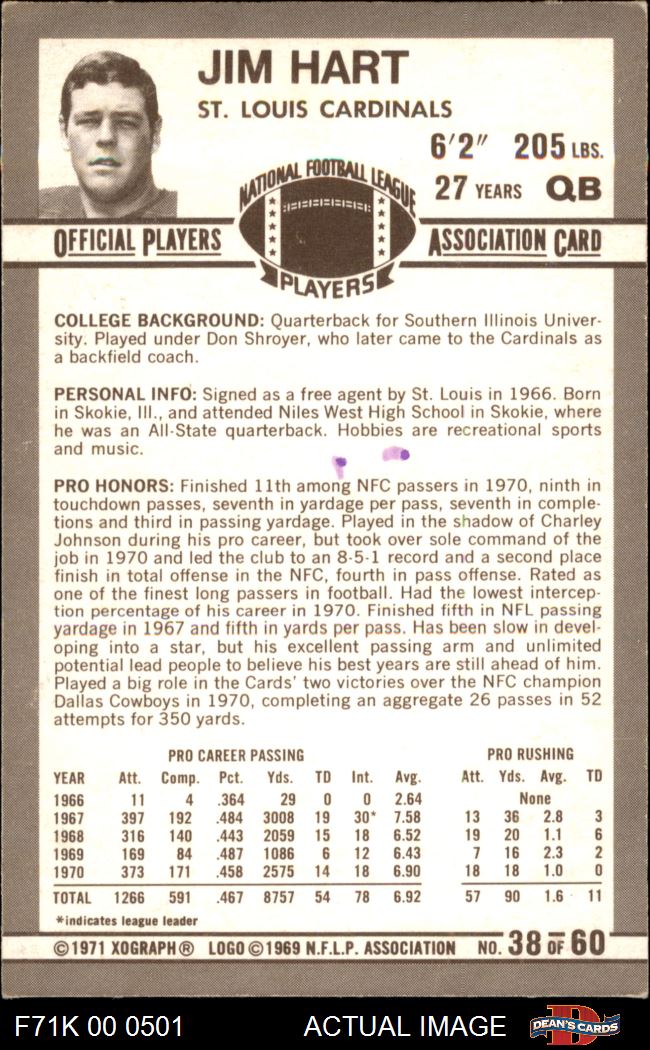 JIM HART
ST. LOUIS CARDINALS
6'2" 205 LBS.
27 YEARS QB
NATIONAL FOOTBALL LEAGUE
PLAYERS
OFFICIAL PLAYERS
ASSOCIATION CARD
COLLEGE BACKGROUND: Quarterback for Southern Illinois Univer-
sity. Played under Don Shroyer, who later came to the Cardinals as
a backfield coach.
PERSONAL INFO: Signed as a free agent by St. Louis in 1966. Born
in Skokie, Ill., and attended Niles West High School in Skokie, where
he was an All-State quarterback. Hobbies are recreational sports
and music.
PRO HONORS: Finished 11th among NFC passers in 1970, ninth in
touchdown passes, seventh in yardage per pass, seventh in comple-
tions and third in passing yardage. Played in the shadow of Charley
Johnson during his pro career, but took over sole command of the
job in 1970 and led the club to an 8-5-1 record and a second place
finish in total offense in the NFC, fourth in pass offense. Rated as
one of the finest long passers in football. Had the lowest intercep-
tion percentage of his career in 1970. Finished fifth in NFL passing
yardage in 1967 and fifth in yards per pass. Has been slow in devel-
oping into a star, but his excellent passing arm and unlimited
potential lead people to believe his best years are still ahead of him.
Played a big role in the Cards' two victories over the NFC champion
Dallas Cowboys in 1970, completing an aggregate 26 passes in 52
attempts for 350 yards.
PRO CAREER PASSING PRO RUSHING
YEAR Att. Comp. Pct. Yds. TD Int. Avg. Att. Yds. Avg. TD
1966 11 4 .364 29 0 0 2.64 None
1967 397 192 .484 3008 19 30* 7.58 13 36 2.8 3
1968 316 140 .443 2059 15 18 6.52 19 20 1.1 6
1969 169 84 .487 1086 6 12 6.43 7 16 2.3 2
1970 373 171 .458 2575 14 18 6.90 18 18 1.0 0
TOTAL 1266 591 .467 8757 54 78 6.92 57 90 1.6 11
*indicates league leader
©1971 XOGRAPH® LOGO ©1969 N.F.L.P. ASSOCIATION NO. 38 OF 60
F71K 00 0501 ACTUAL IMAGE DEAN'S CARDS